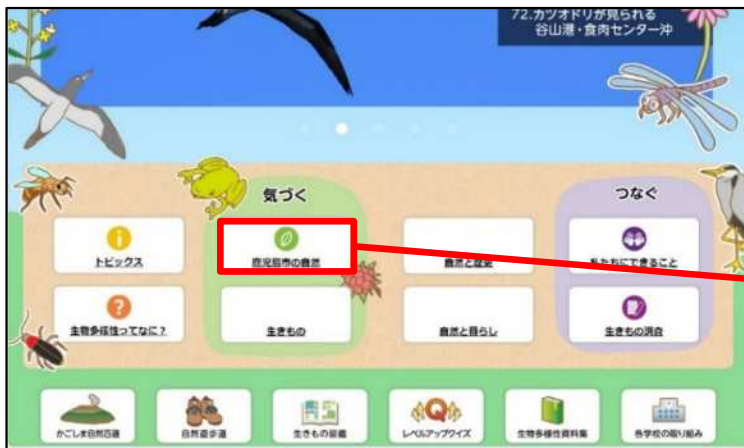 72.カツオドリが見られる
谷山港・食肉センター沖
気づく
つなぐ
トピックス
鹿児島市の自然
自然と歴史
私たちにできること
生物多様性ってなに？
生きもの
自然と暮らし
生きもの調査
かごしま自然百選
自然遊歩道
生きもの図鑑
レベルアップクイズ
生物多様性資料集
各学校の取り組み